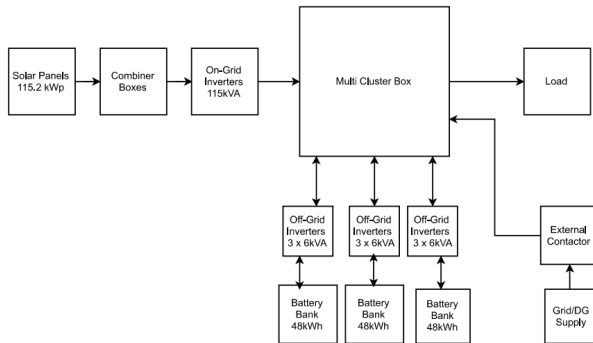 Solar Panels
115.2 kWp
Combiner
Boxes
On-Grid
Inverters
115kVA
Multi Cluster Box
Load
Off-Grid
Inverters
3 x 6kVA
Off-Grid
Inverters
3 x 6kVA
Off-Grid
Inverters
3 x 6kVA
External
Contactor
Battery
Bank
48kWh
Battery
Bank
48kWh
Battery
Bank
48kWh
Grid/DG
Supply